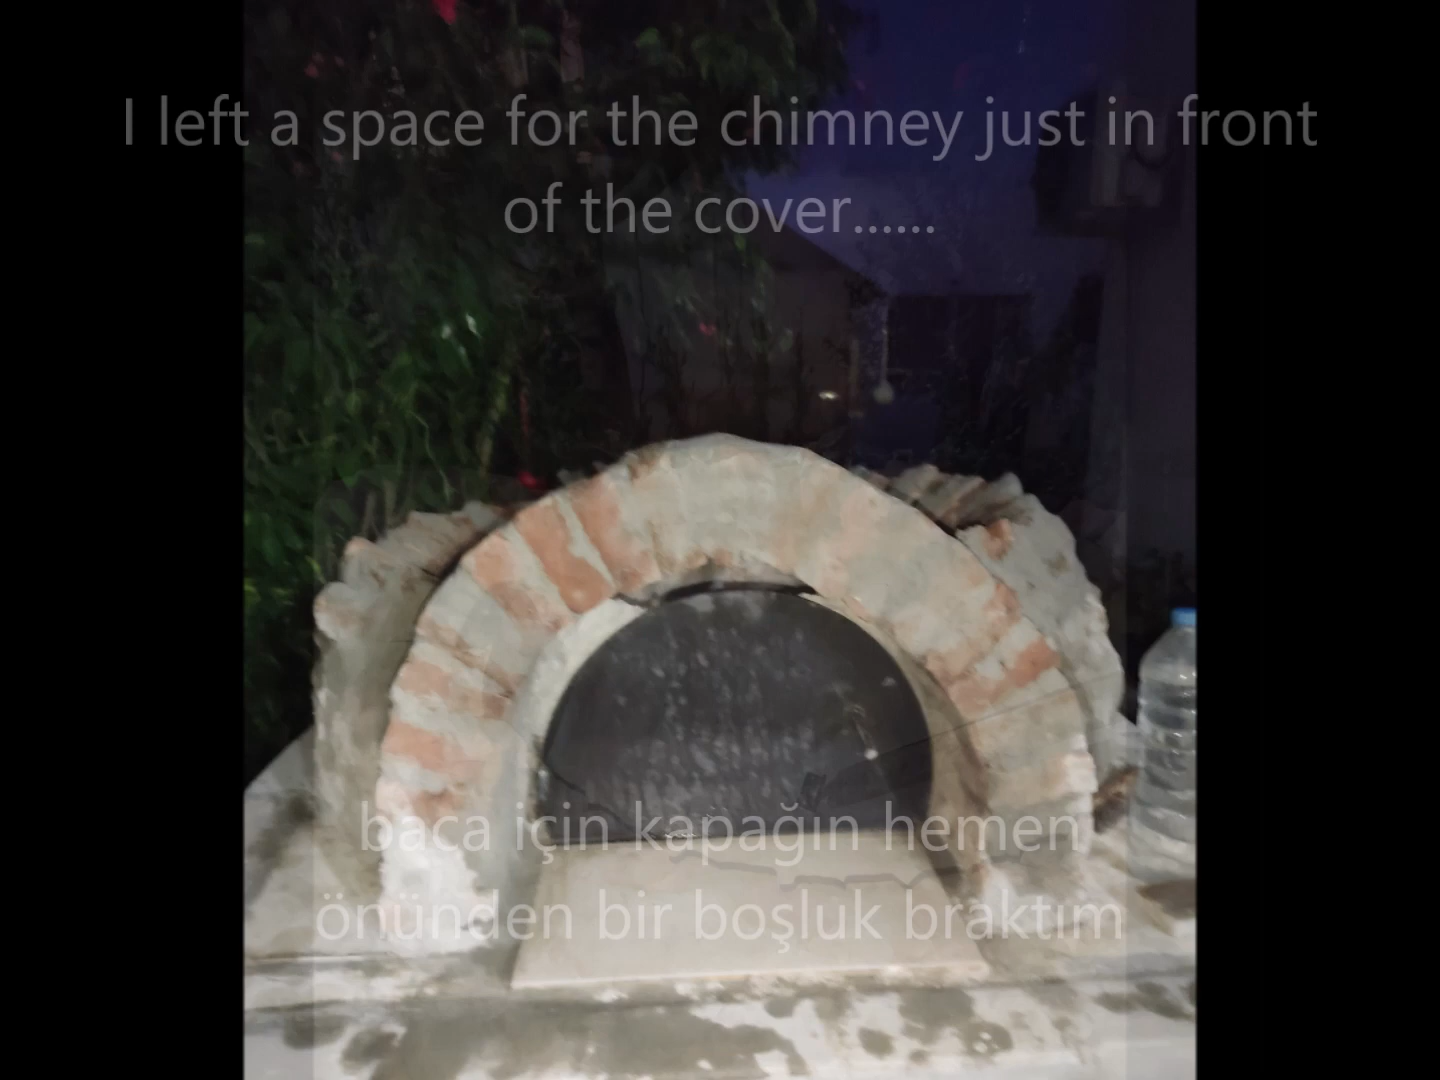 I left a space for the chimney just in front
of the cover......
baca için kapağın hemen
önünden bir boşluk braktım